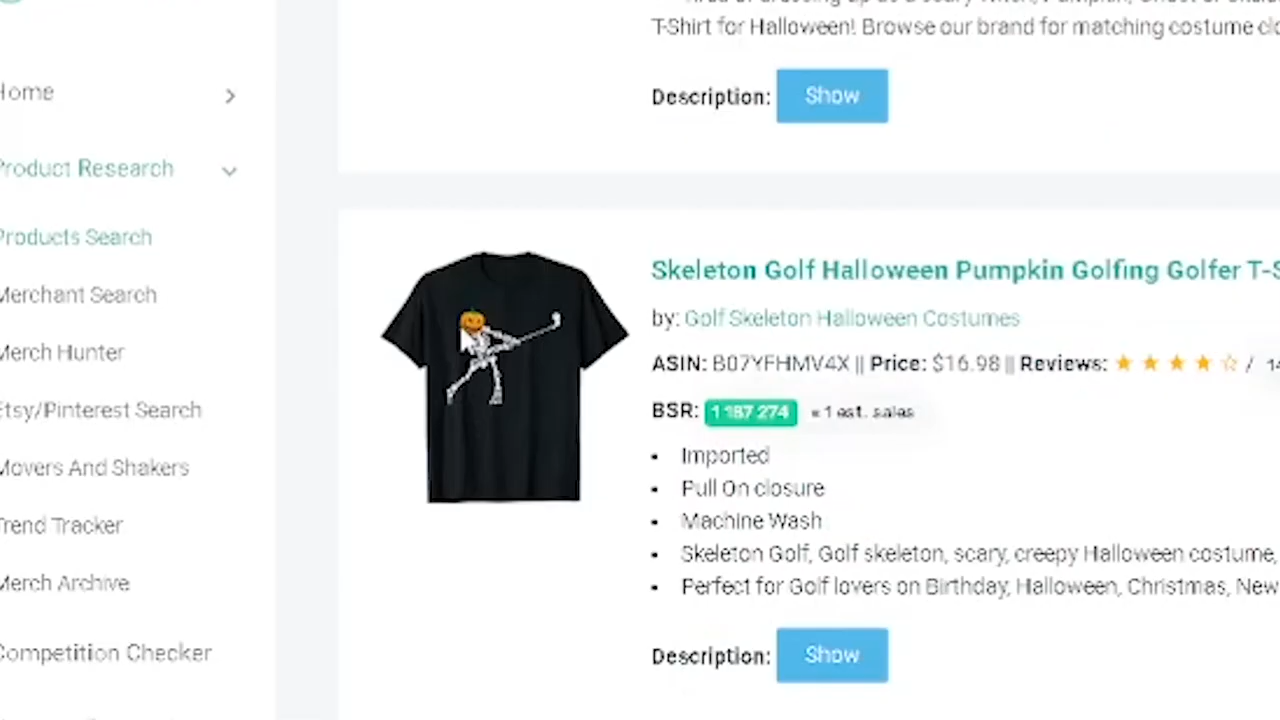 T-Shirt for Halloween! Browse our brand for matching costume
Description: Show
Home
Product Research
Products Search
Merchant Search
Merch Hunter
Etsy/Pinterest Search
Movers And Shakers
Trend Tracker
Merch Archive
Competition Checker
Skeleton Golf Halloween Pumpkin Golfing Golfer T-S
by: Golf Skeleton Halloween Costumes
ASIN: B07YFHMV4X || Price: $16.98 || Reviews: ★ ★ ★ ★ ☆ / 14
BSR: 1 187 274 ≈ 1 est. sales
• Imported
• Pull On closure
• Machine Wash
• Skeleton Golf, Golf skeleton, scary, creepy Halloween costume,
• Perfect for Golf lovers on Birthday, Halloween, Christmas, New
Description: Show